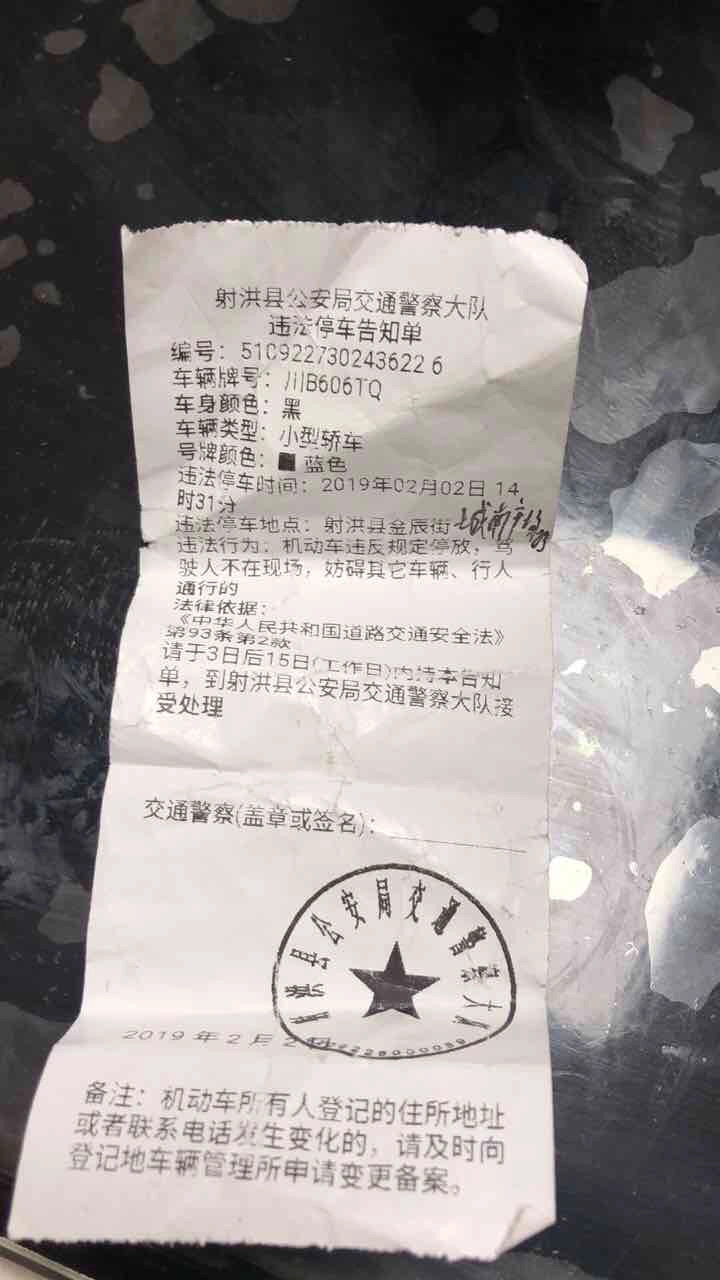 射洪县公安局交通警察大队
违法停车告知单
编号：510922730243622 6
车辆牌号：川B606TQ
车身颜色：黑
车辆类型：小型轿车
号牌颜色：■ 蓝色
违法停车时间：2019年02月02日 14
时31分
违法停车地点：射洪县金辰街
违法行为：机动车违反规定停放，驾
驶人不在现场，妨碍其它车辆、行人
通行的
法律依据：
《中华人民共和国道路交通安全法》
第93条第2款
请于3日后15日(工作日)内持本告知
单，到射洪县公安局交通警察大队接
受处理
交通警察(盖章或签名)：
射洪县公安局交通警察大队
2019 年 2 月 2
备注：机动车所有人登记的住所地址
或者联系电话发生变化的，请及时向
登记地车辆管理所申请变更备案。